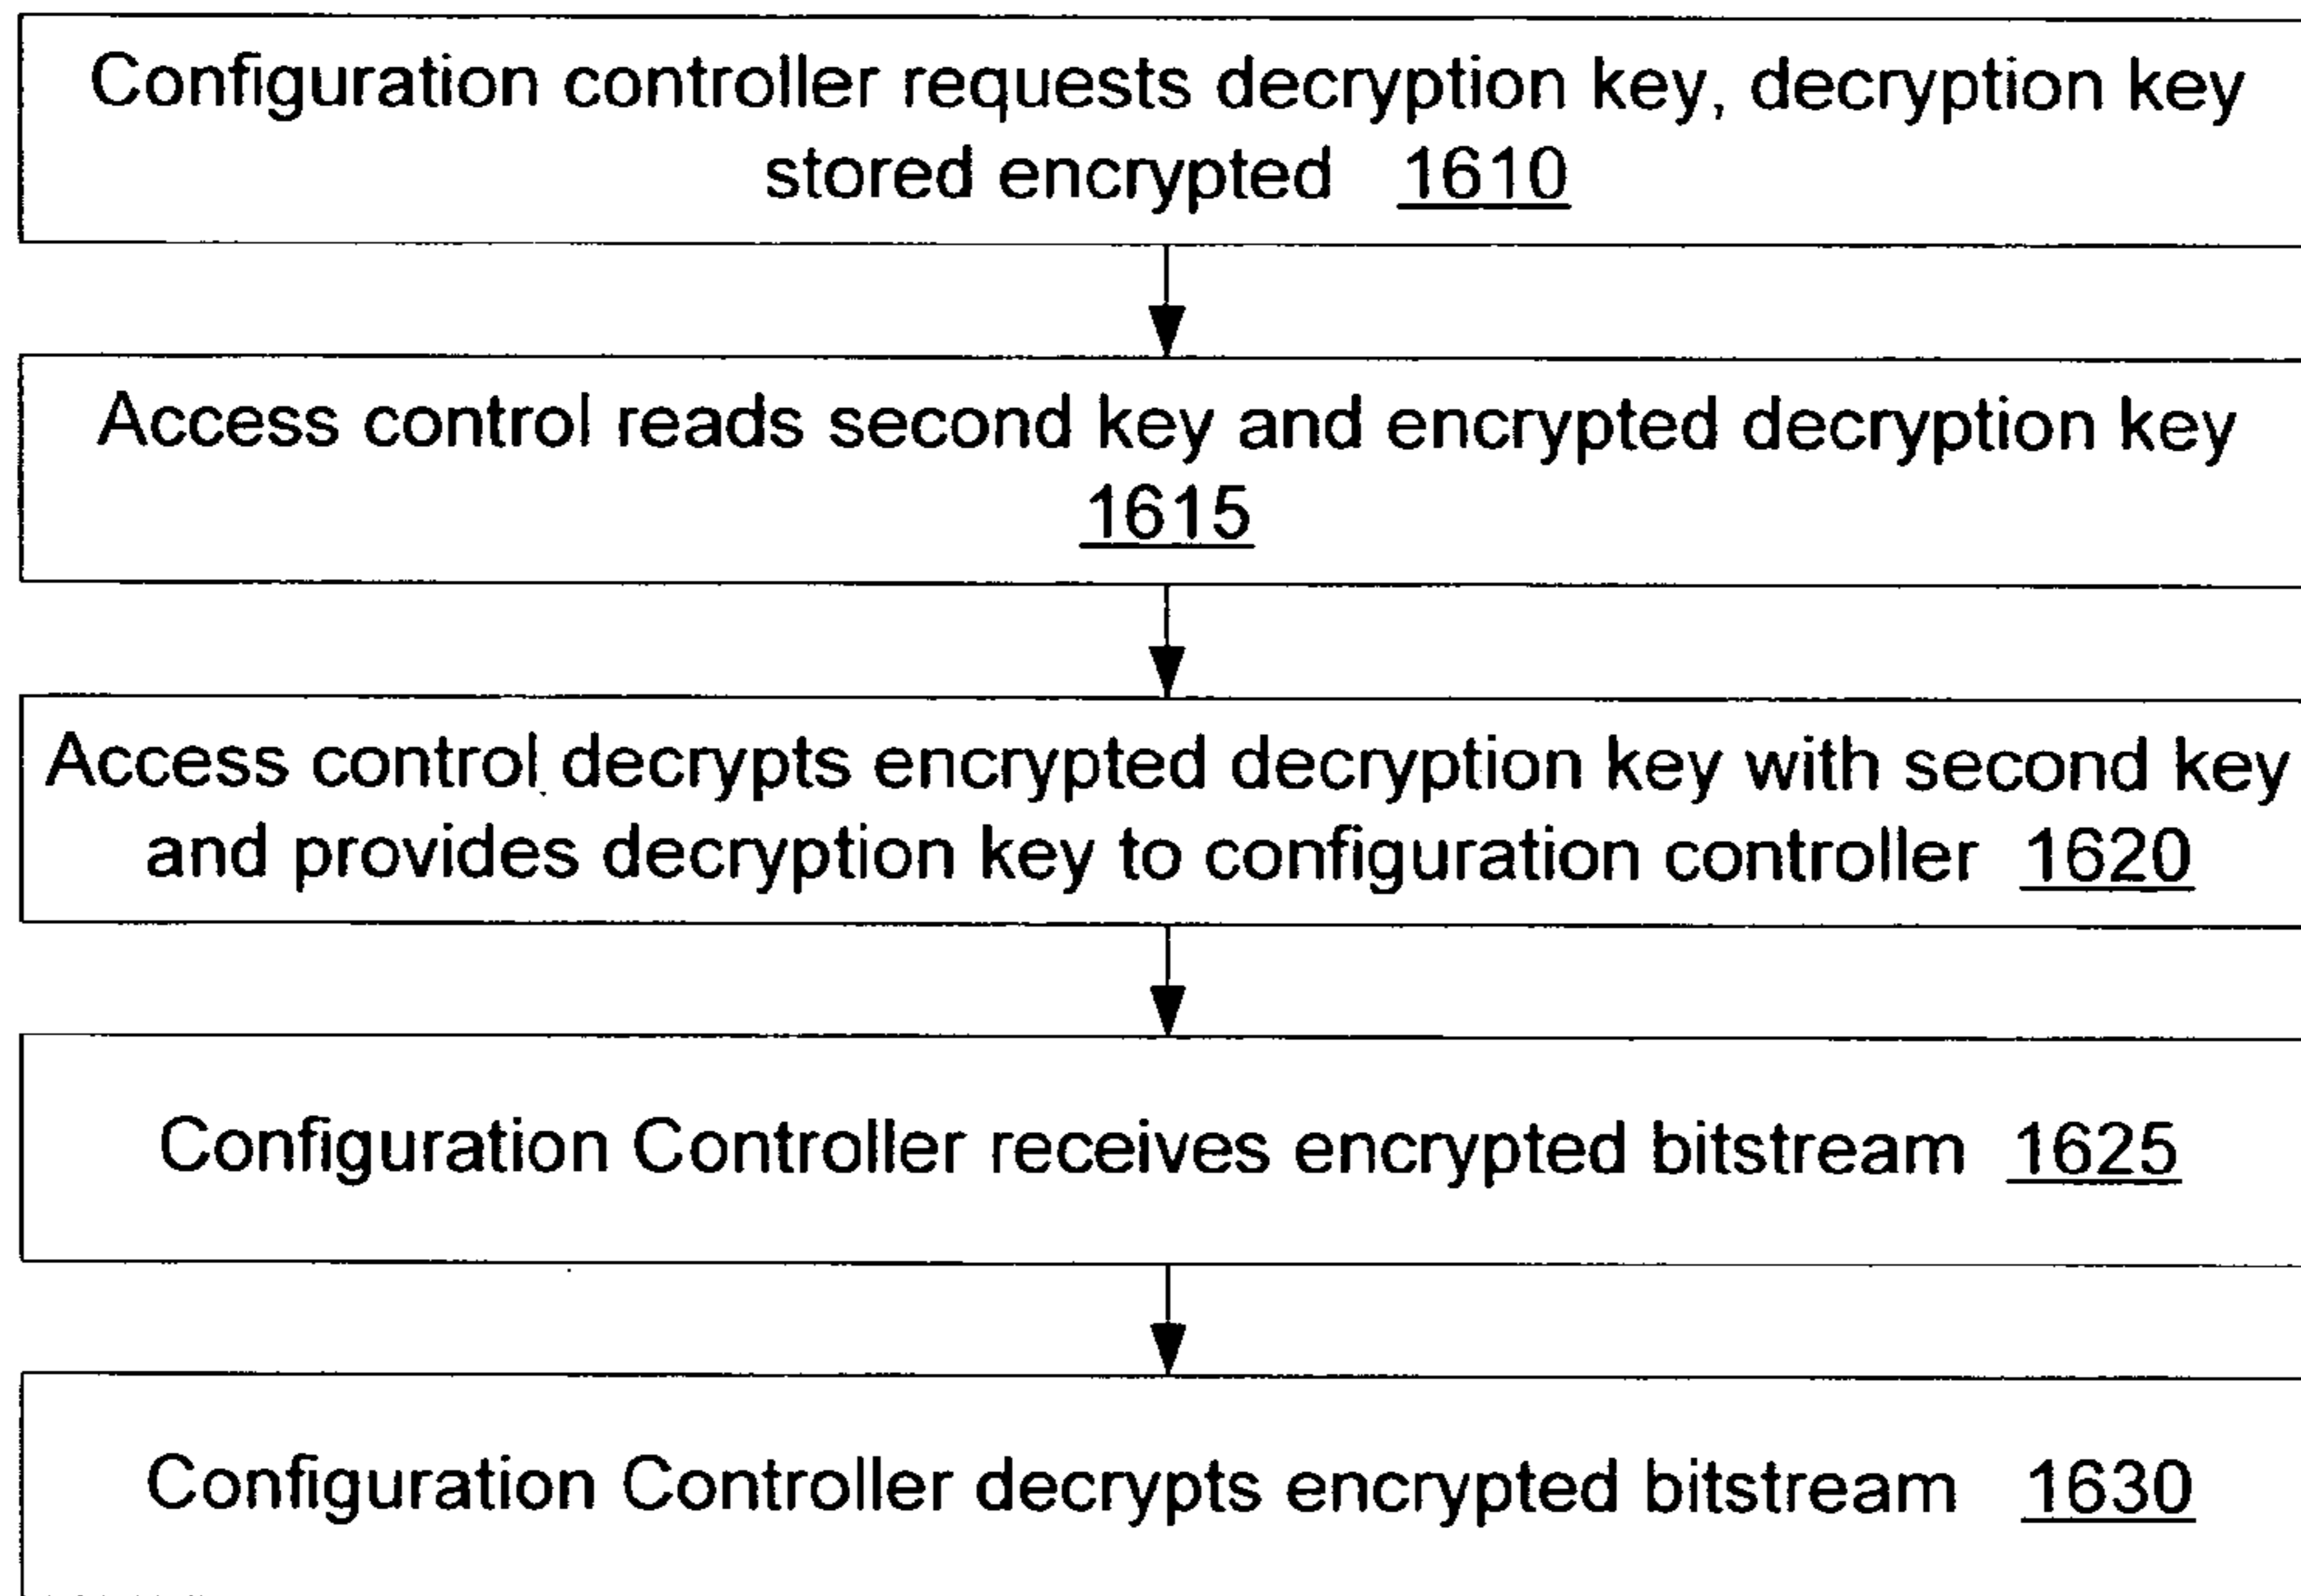 Configuration controller requests decryption key, decryption key
stored encrypted 1610
Access control reads second key and encrypted decryption key
1615
Access control decrypts encrypted decryption key with second key
and provides decryption key to configuration controller 1620
Configuration Controller receives encrypted bitstream 1625
Configuration Controller decrypts encrypted bitstream 1630